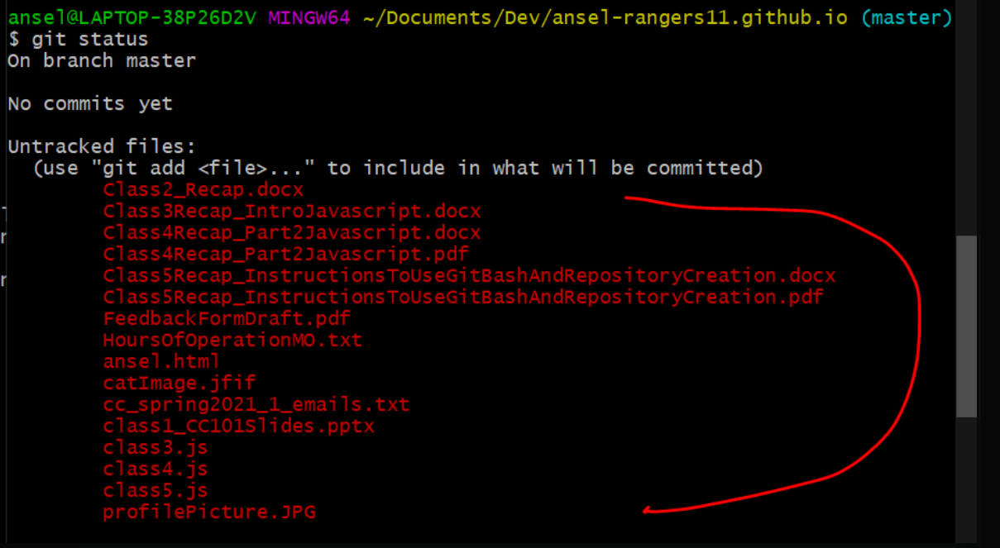 ansel@LAPTOP-38P26D2V MINGW64 ~/Documents/Dev/ansel-rangers11.github.io (master)
$ git status
On branch master
No commits yet
Untracked files:
(use "git add <file>..." to include in what will be committed)
Class2_Recap.docx
Class3Recap_IntroJavascript.docx
Class4Recap_Part2Javascript.docx
Class4Recap_Part2Javascript.pdf
Class5Recap_InstructionsToUseGitBashAndRepositoryCreation.docx
Class5Recap_InstructionsToUseGitBashAndRepositoryCreation.pdf
FeedbackFormDraft.pdf
HoursOfOperationMO.txt
ansel.html
catImage.jfif
cc_spring2021_1_emails.txt
class1_CC101Slides.pptx
class3.js
class4.js
class5.js
profilePicture.JPG